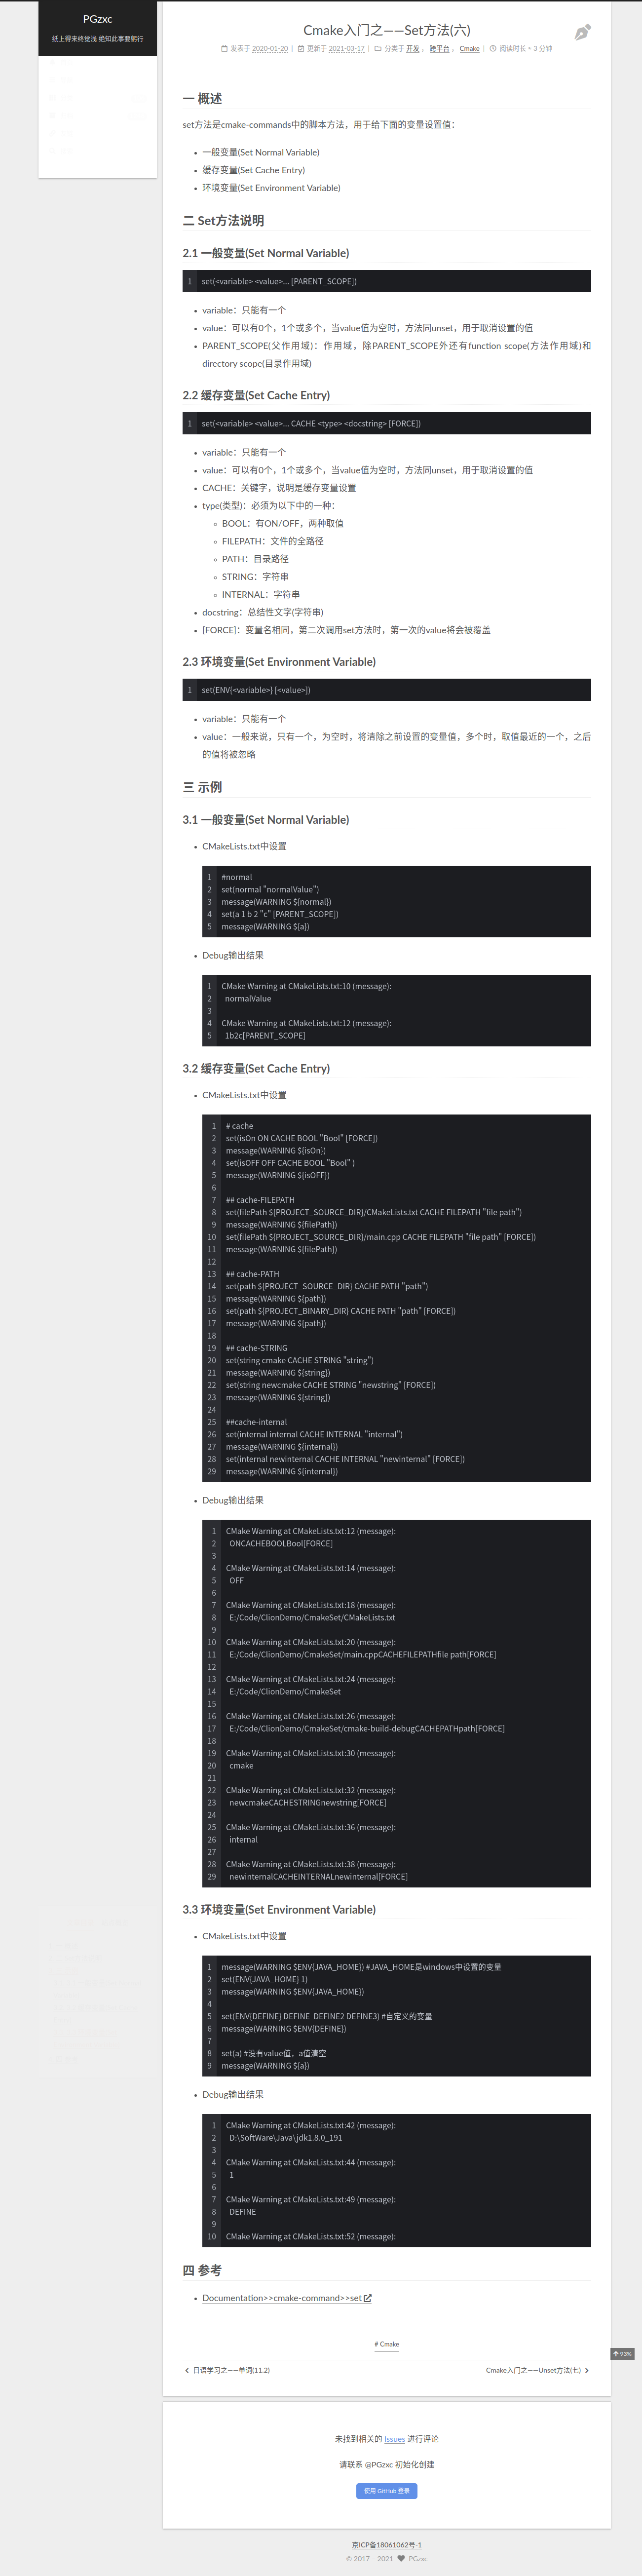 PGzxc
纸上得来终觉浅 绝知此事要躬行
Cmake入门之——Set方法(六)
发表于 2020-01-20 | 更新于 2021-03-17 | 分类于 开发 , 跨平台 , Cmake | 阅读时长 ≈ 3 分钟
一 概述
set方法是cmake-commands中的脚本方法，用于给下面的变量设置值：
一般变量(Set Normal Variable)
缓存变量(Set Cache Entry)
环境变量(Set Environment Variable)
二 Set方法说明
2.1 一般变量(Set Normal Variable)
1 set(<variable> <value>... [PARENT_SCOPE])
variable：只能有一个
value：可以有0个，1个或多个，当value值为空时，方法同unset，用于取消设置的值
PARENT_SCOPE(父作用域)：作用域，除PARENT_SCOPE外还有function scope(方法作用域)和
directory scope(目录作用域)
2.2 缓存变量(Set Cache Entry)
1 set(<variable> <value>... CACHE <type> <docstring> [FORCE])
variable：只能有一个
value：可以有0个，1个或多个，当value值为空时，方法同unset，用于取消设置的值
CACHE：关键字，说明是缓存变量设置
type(类型)：必须为以下中的一种：
BOOL：有ON/OFF，两种取值
FILEPATH：文件的全路径
PATH：目录路径
STRING：字符串
INTERNAL：字符串
docstring：总结性文字(字符串)
[FORCE]：变量名相同，第二次调用set方法时，第一次的value将会被覆盖
2.3 环境变量(Set Environment Variable)
1 set(ENV{<variable>} [<value>])
variable：只能有一个
value：一般来说，只有一个，为空时，将清除之前设置的变量值，多个时，取值最近的一个，之后
的值将被忽略
三 示例
3.1 一般变量(Set Normal Variable)
CMakeLists.txt中设置
1 #normal
2 set(normal "normalValue")
3 message(WARNING ${normal})
4 set(a 1 b 2 "c" [PARENT_SCOPE])
5 message(WARNING ${a})
Debug输出结果
1 CMake Warning at CMakeLists.txt:10 (message):
2 normalValue
3
4 CMake Warning at CMakeLists.txt:12 (message):
5 1b2c[PARENT_SCOPE]
3.2 缓存变量(Set Cache Entry)
CMakeLists.txt中设置
1 # cache
2 set(isOn ON CACHE BOOL "Bool" [FORCE])
3 message(WARNING ${isOn})
4 set(isOFF OFF CACHE BOOL "Bool" )
5 message(WARNING ${isOFF})
6
7 ## cache-FILEPATH
8 set(filePath ${PROJECT_SOURCE_DIR}/CMakeLists.txt CACHE FILEPATH "file path")
9 message(WARNING ${filePath})
10 set(filePath ${PROJECT_SOURCE_DIR}/main.cpp CACHE FILEPATH "file path" [FORCE])
11 message(WARNING ${filePath})
12
13 ## cache-PATH
14 set(path ${PROJECT_SOURCE_DIR} CACHE PATH "path")
15 message(WARNING ${path})
16 set(path ${PROJECT_BINARY_DIR} CACHE PATH "path" [FORCE])
17 message(WARNING ${path})
18
19 ## cache-STRING
20 set(string cmake CACHE STRING "string")
21 message(WARNING ${string})
22 set(string newcmake CACHE STRING "newstring" [FORCE])
23 message(WARNING ${string})
24
25 ##cache-internal
26 set(internal internal CACHE INTERNAL "internal")
27 message(WARNING ${internal})
28 set(internal newinternal CACHE INTERNAL "newinternal" [FORCE])
29 message(WARNING ${internal})
Debug输出结果
1 CMake Warning at CMakeLists.txt:12 (message):
2 ONCACHEBOOLBool[FORCE]
3
4 CMake Warning at CMakeLists.txt:14 (message):
5 OFF
6
7 CMake Warning at CMakeLists.txt:18 (message):
8 E:/Code/ClionDemo/CmakeSet/CMakeLists.txt
9
10 CMake Warning at CMakeLists.txt:20 (message):
11 E:/Code/ClionDemo/CmakeSet/main.cppCACHEFILEPATHfile path[FORCE]
12
13 CMake Warning at CMakeLists.txt:24 (message):
14 E:/Code/ClionDemo/CmakeSet
15
16 CMake Warning at CMakeLists.txt:26 (message):
17 E:/Code/ClionDemo/CmakeSet/cmake-build-debugCACHEPATHpath[FORCE]
18
19 CMake Warning at CMakeLists.txt:30 (message):
20 cmake
21
22 CMake Warning at CMakeLists.txt:32 (message):
23 newcmakeCACHESTRINGnewstring[FORCE]
24
25 CMake Warning at CMakeLists.txt:36 (message):
26 internal
27
28 CMake Warning at CMakeLists.txt:38 (message):
29 newinternalCACHEINTERNALnewinternal[FORCE]
3.3 环境变量(Set Environment Variable)
CMakeLists.txt中设置
1 message(WARNING $ENV{JAVA_HOME}) #JAVA_HOME是windows中设置的变量
2 set(ENV{JAVA_HOME} 1)
3 message(WARNING $ENV{JAVA_HOME})
4
5 set(ENV{DEFINE} DEFINE DEFINE2 DEFINE3) #自定义的变量
6 message(WARNING $ENV{DEFINE})
7
8 set(a) #没有value值，a值清空
9 message(WARNING ${a})
Debug输出结果
1 CMake Warning at CMakeLists.txt:42 (message):
2 D:\SoftWare\Java\jdk1.8.0_191
3
4 CMake Warning at CMakeLists.txt:44 (message):
5 1
6
7 CMake Warning at CMakeLists.txt:49 (message):
8 DEFINE
9
10 CMake Warning at CMakeLists.txt:52 (message):
四 参考
Documentation>>cmake-command>>set
# Cmake
日语学习之——单词(11.2)
Cmake入门之——Unset方法(七)
93%
未找到相关的 Issues 进行评论
请联系 @PGzxc 初始化创建
使用 GitHub 登录
京ICP备18061062号-1
© 2017 – 2021 PGzxc